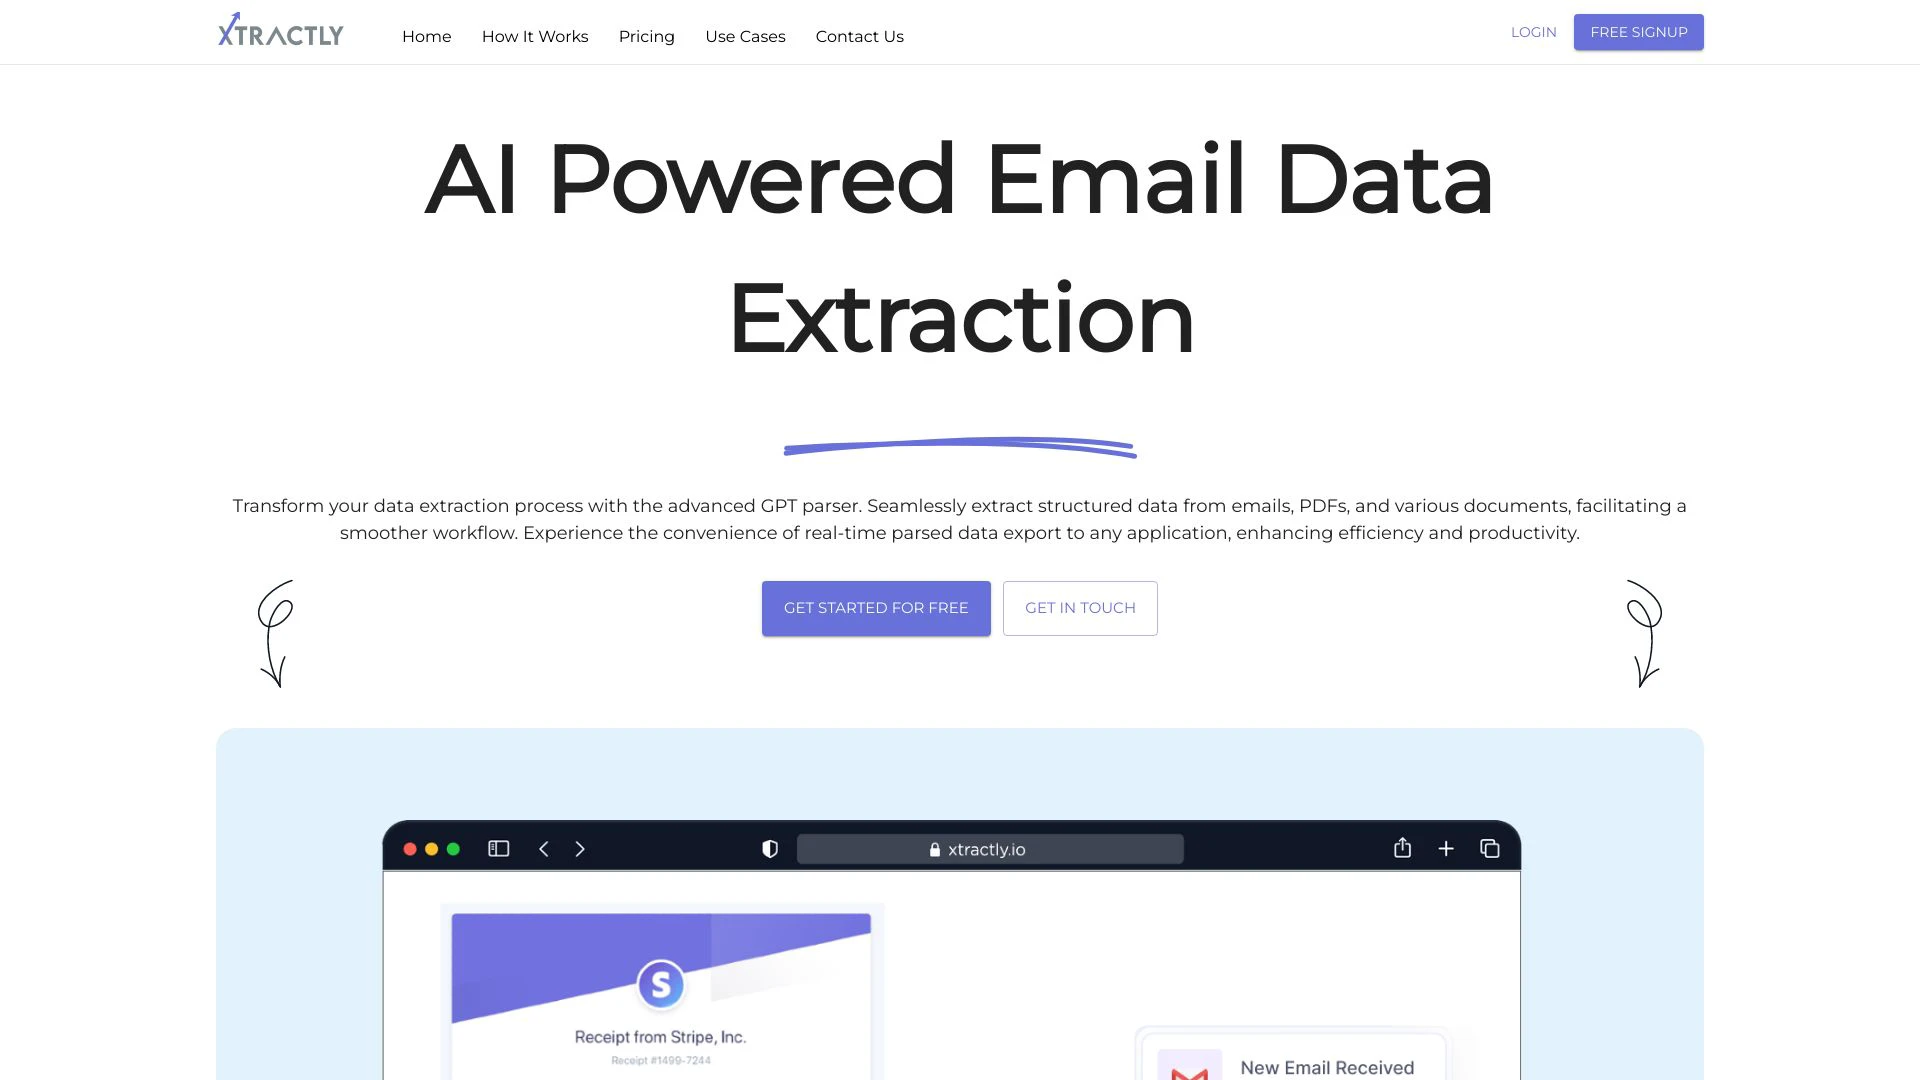 XTRACTLY
Home How It Works Pricing Use Cases Contact Us
LOGIN FREE SIGNUP
AI Powered Email Data
Extraction
Transform your data extraction process with the advanced GPT parser. Seamlessly extract structured data from emails, PDFs, and various documents, facilitating a
smoother workflow. Experience the convenience of real-time parsed data export to any application, enhancing efficiency and productivity.
GET STARTED FOR FREE GET IN TOUCH
xtractly.io
S
Receipt from Stripe, Inc.
Receipt #1499-7244
New Email Received